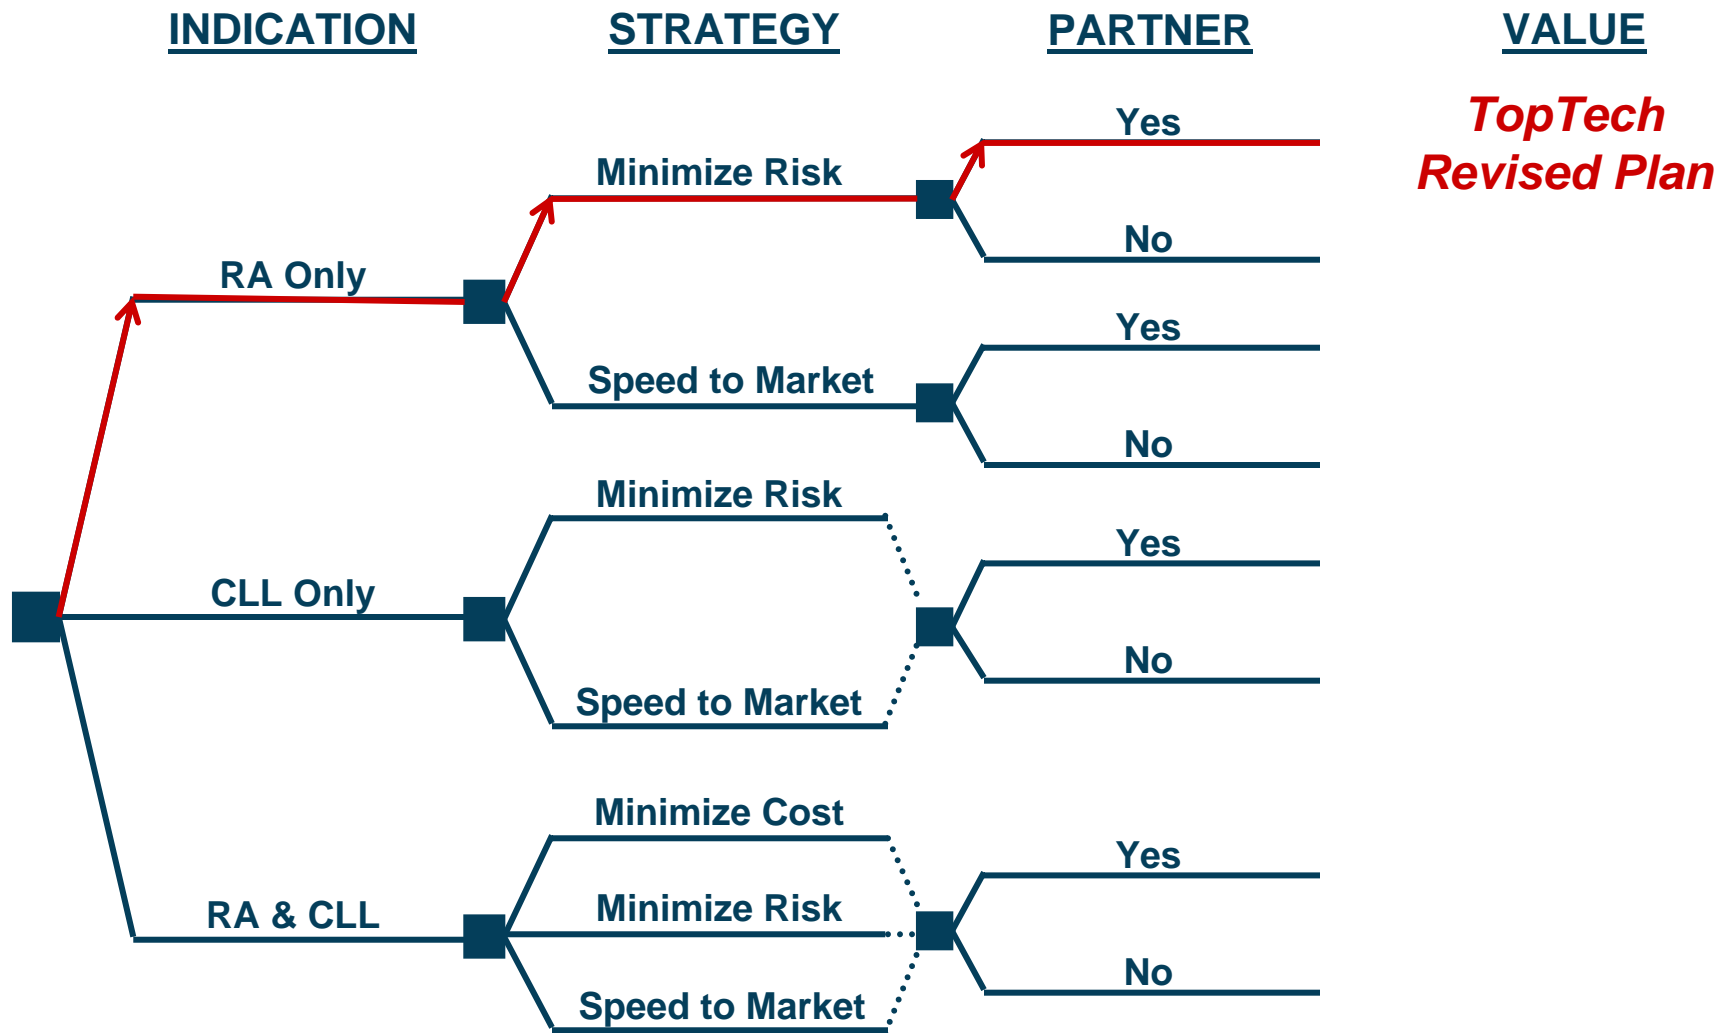 INDICATION STRATEGY PARTNER VALUE
Yes
TopTech
Revised Plan
Minimize Risk
No
RA Only
Yes
Speed to Market
No
Minimize Risk
Yes
CLL Only
No
Speed to Market
Minimize Cost
Yes
RA & CLL
Minimize Risk
No
Speed to Market